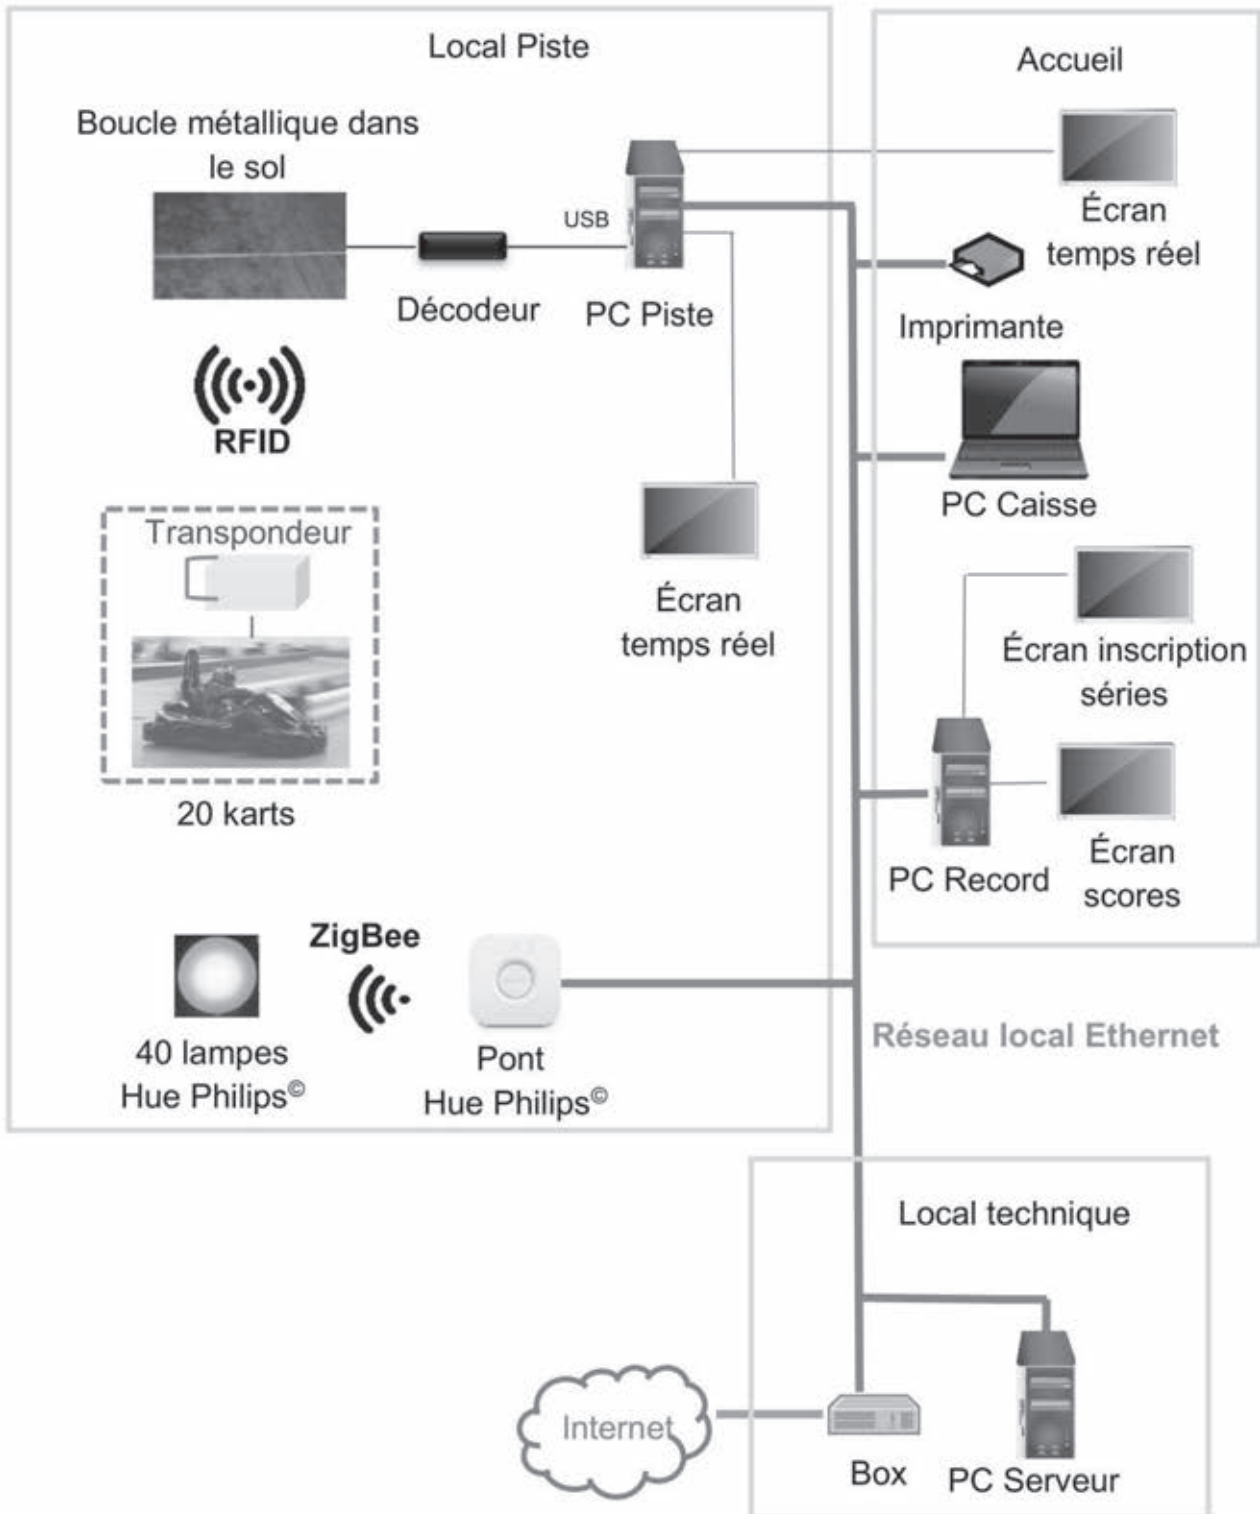 Local Piste
Boucle métallique dans
le sol
USB
Décodeur
PC Piste
RFID
Transpondeur
20 karts
Écran
temps réel
ZigBee
40 lampes
Hue Philips©
Pont
Hue Philips©
Accueil
Écran
temps réel
Imprimante
PC Caisse
Écran inscription
séries
PC Record
Écran
scores
Réseau local Ethernet
Local technique
Internet
Box
PC Serveur